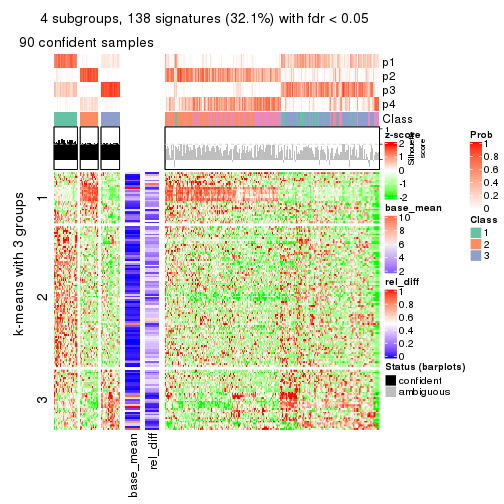 4 subgroups, 138 signatures (32.1%) with fdr < 0.05
90 confident samples
p1
p2
p3
p4
Class
1
Silhouette
score
k-means with 3 groups
1
2
3
base_mean
rel_diff
z-score
2
1
0
-1
-2
base_mean
10
8
6
4
2
rel_diff
1
0.8
0.6
0.4
0.2
0
Status (barplots)
confident
ambiguous
Prob
1
0.8
0.6
0.4
0.2
0
Class
1
2
3